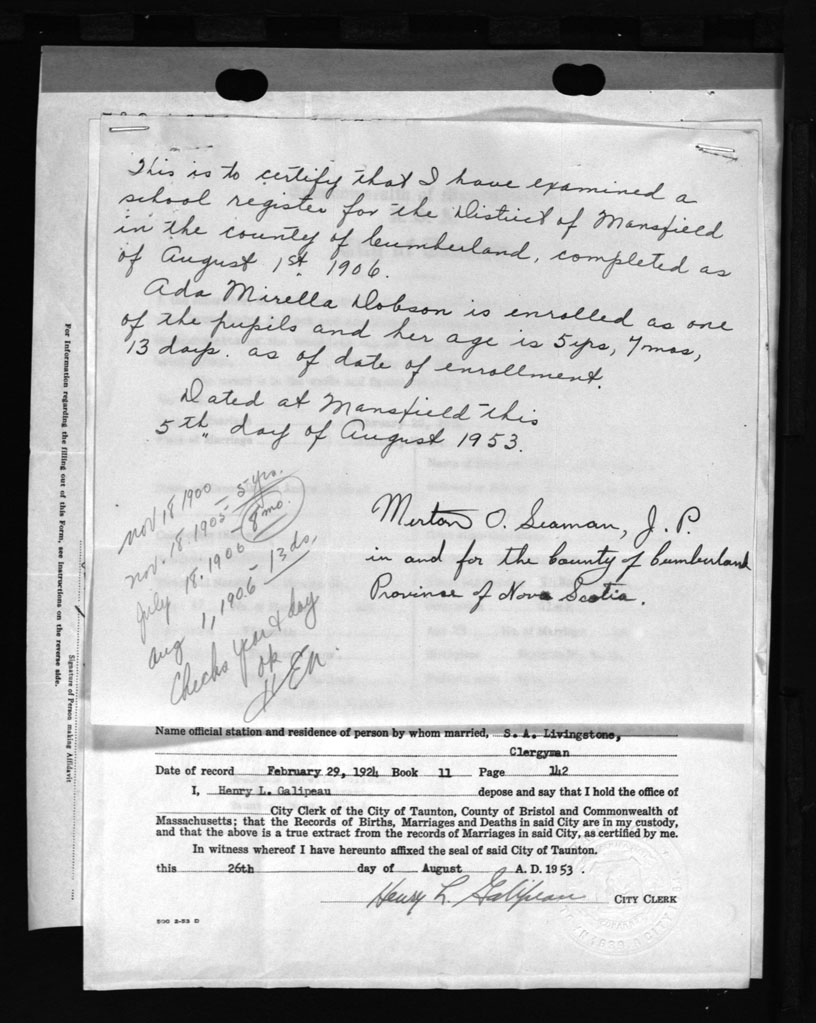 This is to certify that I have examined a
school register for the District of Mansfield
in the county of Cumberland, completed as
of August 1st 1906.
Ada Mirella Dobson is enrolled as one
of the pupils and her age is 5 yrs, 7 mos,
13 days. as of date of enrollment.
Dated at Mansfield this
5th day of August 1953.
Merton O. Seaman, J. P.
in and for the County of Cumberland
Province of Nova Scotia.
Nov 18 1900
Nov. 18. 1905 - 5 yrs.
July 18. 1906 - 8 mo
Aug 1, 1906 - 13 ds.
Checks year & day
ok
HEN.
For Information regarding the filling out of this Form, see instructions on the reverse side.
Signature of Person making Affidavit
Name official station and residence of person by whom married, S. A. Livingstone,
Clergyman
Date of record February 29, 1924 Book 11 Page 142
I, Henry L. Galipeau depose and say that I hold the office of
City Clerk of the City of Taunton, County of Bristol and Commonwealth of
Massachusetts; that the Records of Births, Marriages and Deaths in said City are in my custody,
and that the above is a true extract from the records of Marriages in said City, as certified by me.
In witness whereof I have hereunto affixed the seal of said City of Taunton.
this 26th day of August A. D. 1953.
Henry L. Galipeau CITY CLERK
500 2-53 D